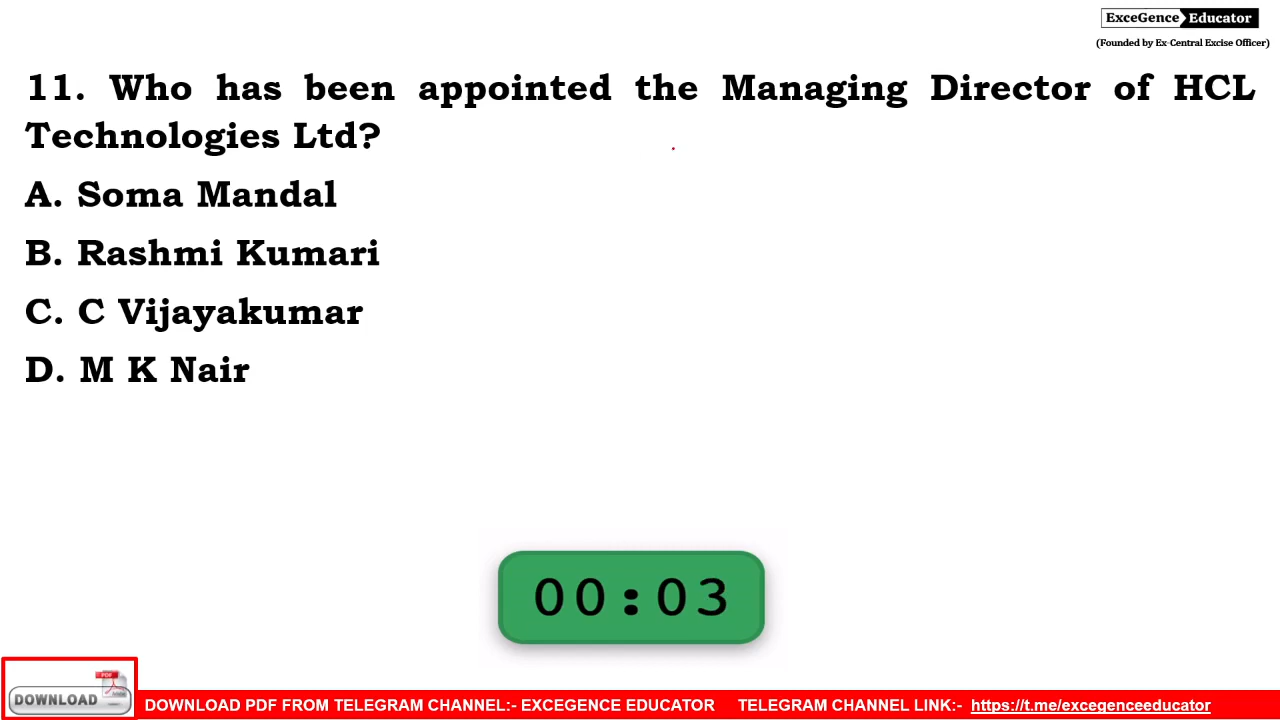 ExceGence Educator
(Founded by Ex-Central Excise Officer)
11. Who has been appointed the Managing Director of HCL
Technologies Ltd?
A. Soma Mandal
B. Rashmi Kumari
C. C Vijayakumar
D. M K Nair
00:03
PDF
Adobe
DOWNLOAD
DOWNLOAD PDF FROM TELEGRAM CHANNEL:- EXCEGENCE EDUCATOR TELEGRAM CHANNEL LINK:- https://t.me/excegenceeducator